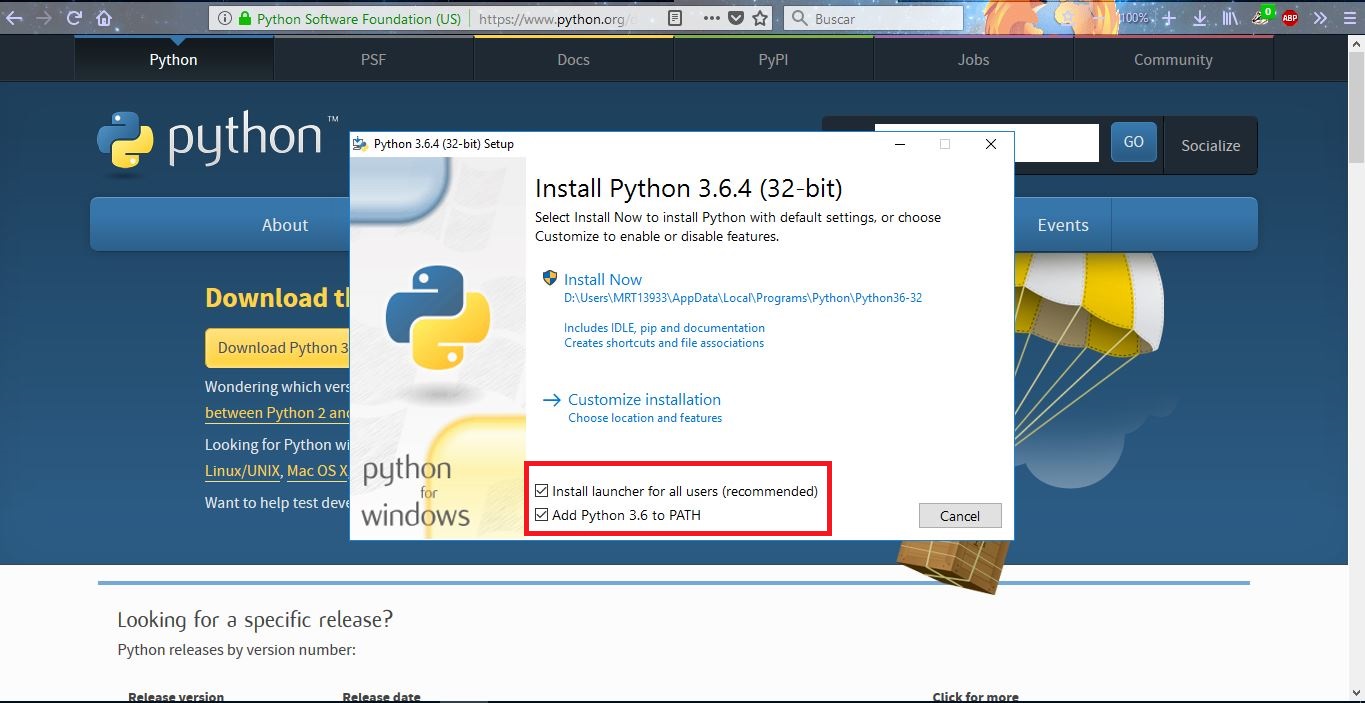 Python Software Foundation (US)
https://www.python.org/
Buscar
100%
0
ABP
Python
PSF
Docs
PyPI
Jobs
Community
python™
GO
Socialize
About
Events
Download
Download Python 3
Wondering which
between Python 2 and
Looking for Python
Linux/UNIX, Mac OS X
Want to help test
Python 3.6.4 (32-bit) Setup
Install Python 3.6.4 (32-bit)
Select Install Now to install Python with default settings, or choose
Customize to enable or disable features.
Install Now
D:\Users\MRT13933\AppData\Local\Programs\Python\Python36-32
Includes IDLE, pip and documentation
Creates shortcuts and file associations
Customize installation
Choose location and features
Install launcher for all users (recommended)
Add Python 3.6 to PATH
Cancel
python
for
windows
Looking for a specific release?
Python releases by version number:
Release version
Release date
Click for more